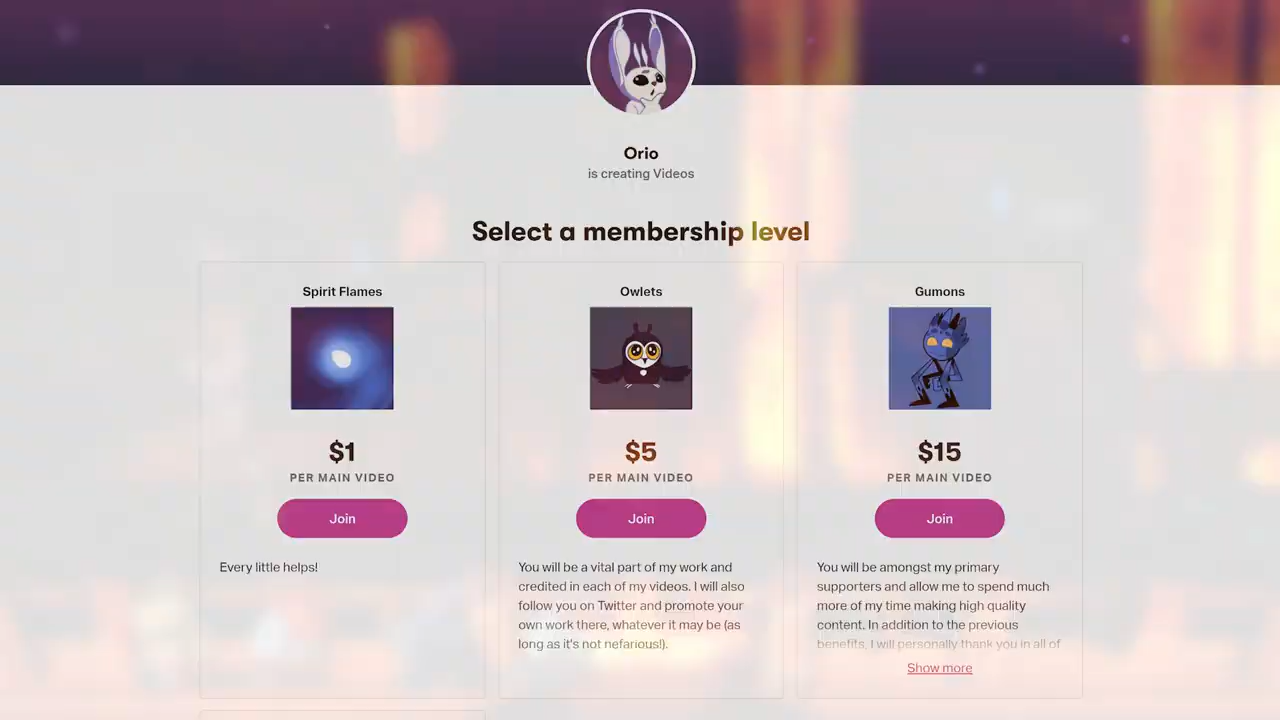 Orio
is creating Videos
Select a membership level
Spirit Flames
$1
PER MAIN VIDEO
Join
Every little helps!
Owlets
$5
PER MAIN VIDEO
Join
You will be a vital part of my work and
credited in each of my videos. I will also
follow you on Twitter and promote your
own work there, whatever it may be (as
long as it's not nefarious!).
Gumons
$15
PER MAIN VIDEO
Join
You will be amongst my primary
supporters and allow me to spend much
more of my time making high quality
content. In addition to the previous
benefits, I will personally thank you in all of
Show more